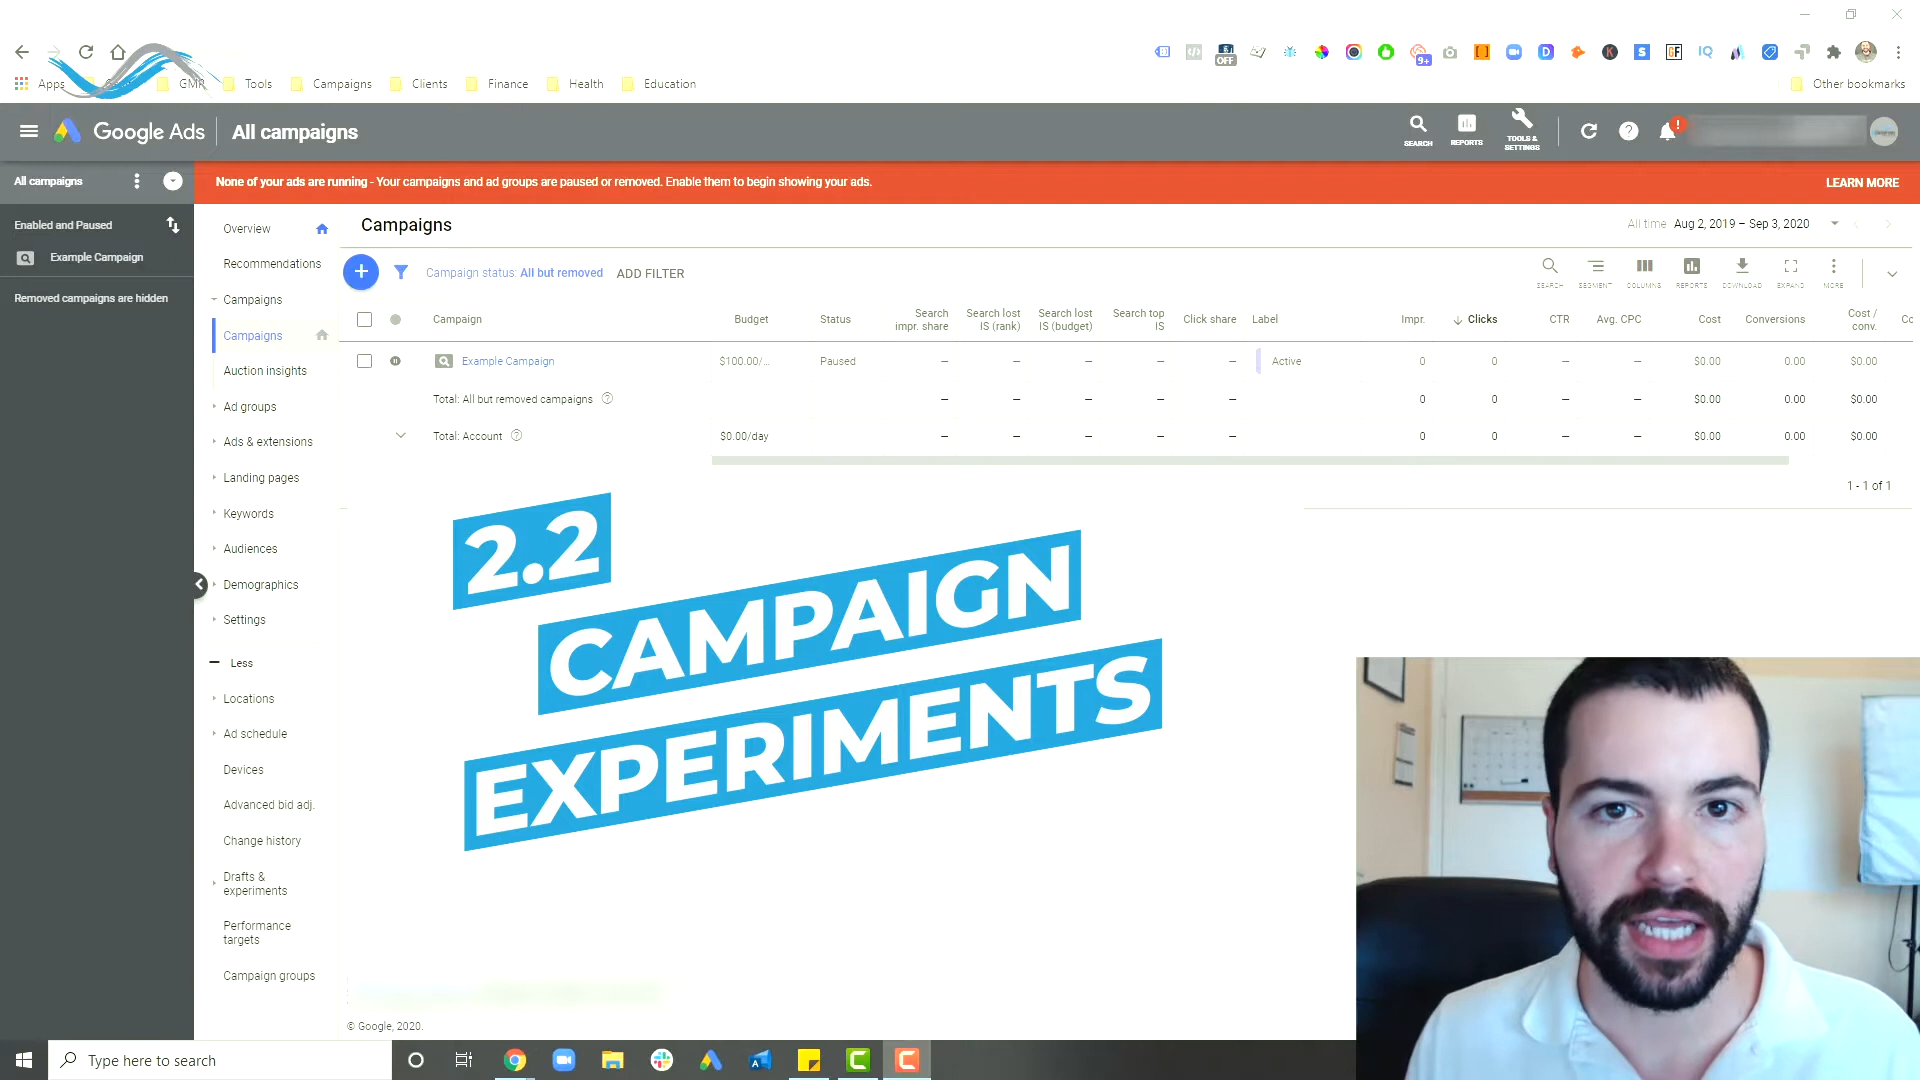 OFF
9+
Apps
GMR
Tools
Campaigns
Clients
Finance
Health
Education
Other bookmarks
Google Ads
All campaigns
SEARCH
REPORTS
TOOLS &
SETTINGS
All campaigns
None of your ads are running - Your campaigns and ad groups are paused or removed. Enable them to begin showing your ads.
LEARN MORE
Enabled and Paused
Example Campaign
Removed campaigns are hidden
Overview
Recommendations
Campaigns
Campaigns
Auction insights
Ad groups
Ads & extensions
Landing pages
Keywords
Audiences
Demographics
Settings
Less
Locations
Ad schedule
Devices
Advanced bid adj.
Change history
Drafts &
experiments
Performance
targets
Campaign groups
Campaigns
All time Aug 2, 2019 – Sep 3, 2020
Campaign status: All but removed ADD FILTER
SEARCH SEGMENT COLUMNS REPORTS DOWNLOAD EXPAND MORE
Campaign Budget Status Search impr. share Search lost IS (rank) Search lost IS (budget) Search top IS Click share Label Impr. Clicks CTR Avg. CPC Cost Conversions Cost / conv. Co
Example Campaign $100.00/... Paused – – – – – Active 0 0 – – $0.00 0.00 $0.00
Total: All but removed campaigns – – – – – 0 0 – – $0.00 0.00 $0.00
Total: Account $0.00/day – – – – – 0 0 – – $0.00 0.00 $0.00
1 - 1 of 1
2.2
CAMPAIGN
EXPERIMENTS
© Google, 2020.
Type here to search